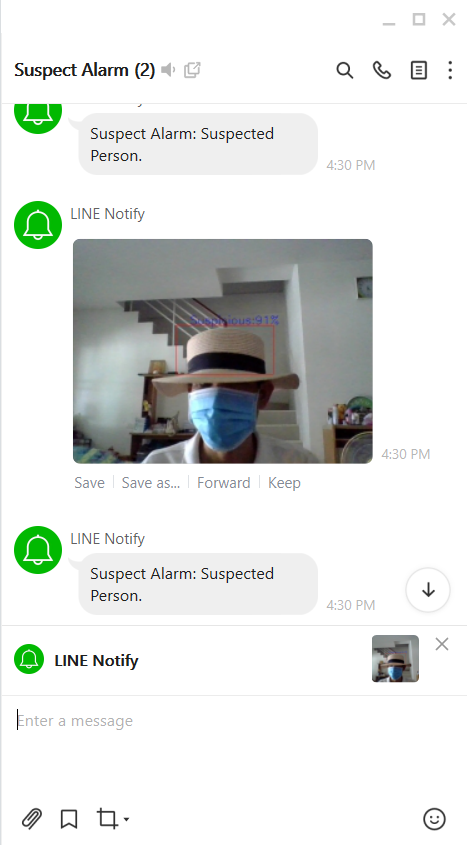 Suspect Alarm (2)
Suspect Alarm: Suspected
Person.
4:30 PM
LINE Notify
Suspicious:91%
4:30 PM
Save
Save as...
Forward
Keep
LINE Notify
Suspect Alarm: Suspected
Person.
4:30 PM
LINE Notify
Enter a message